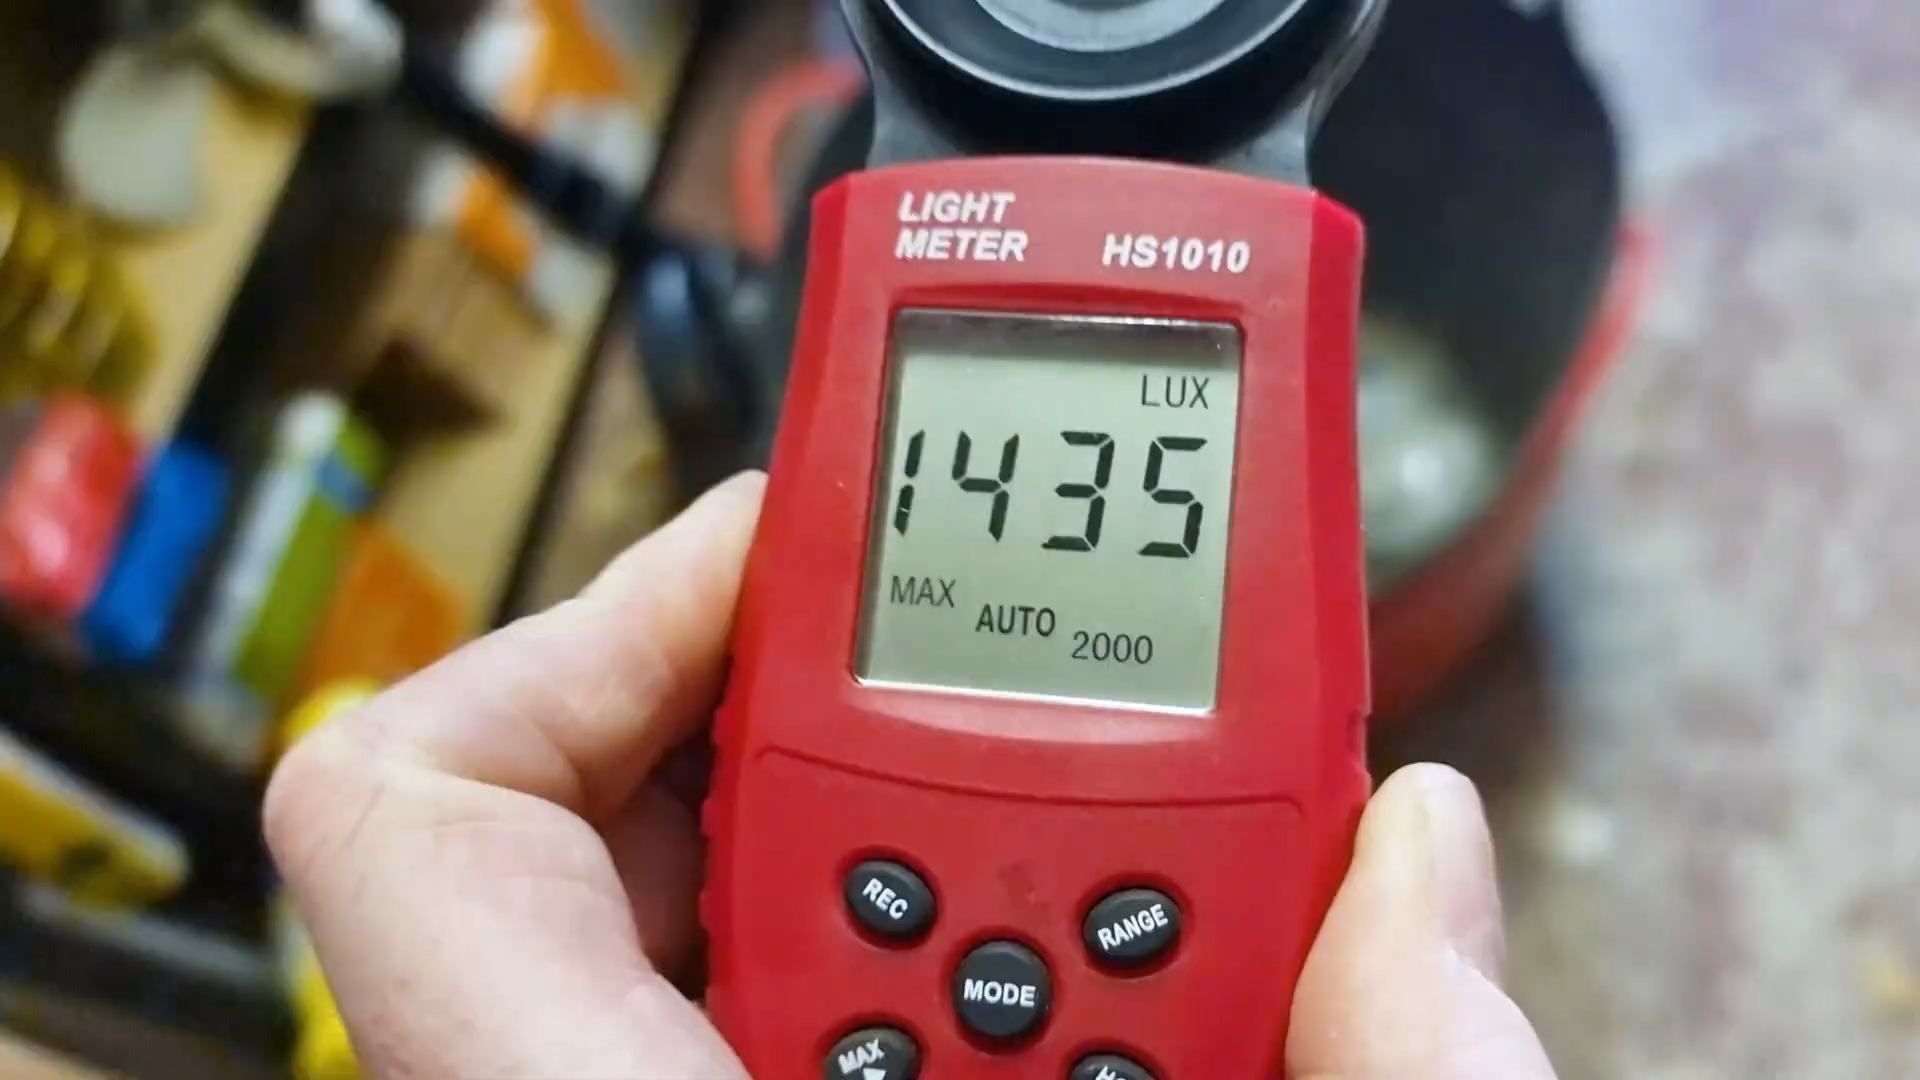 LIGHT
METER HS1010
LUX
1435
MAX AUTO 2000
REC
RANGE
MODE
MAX